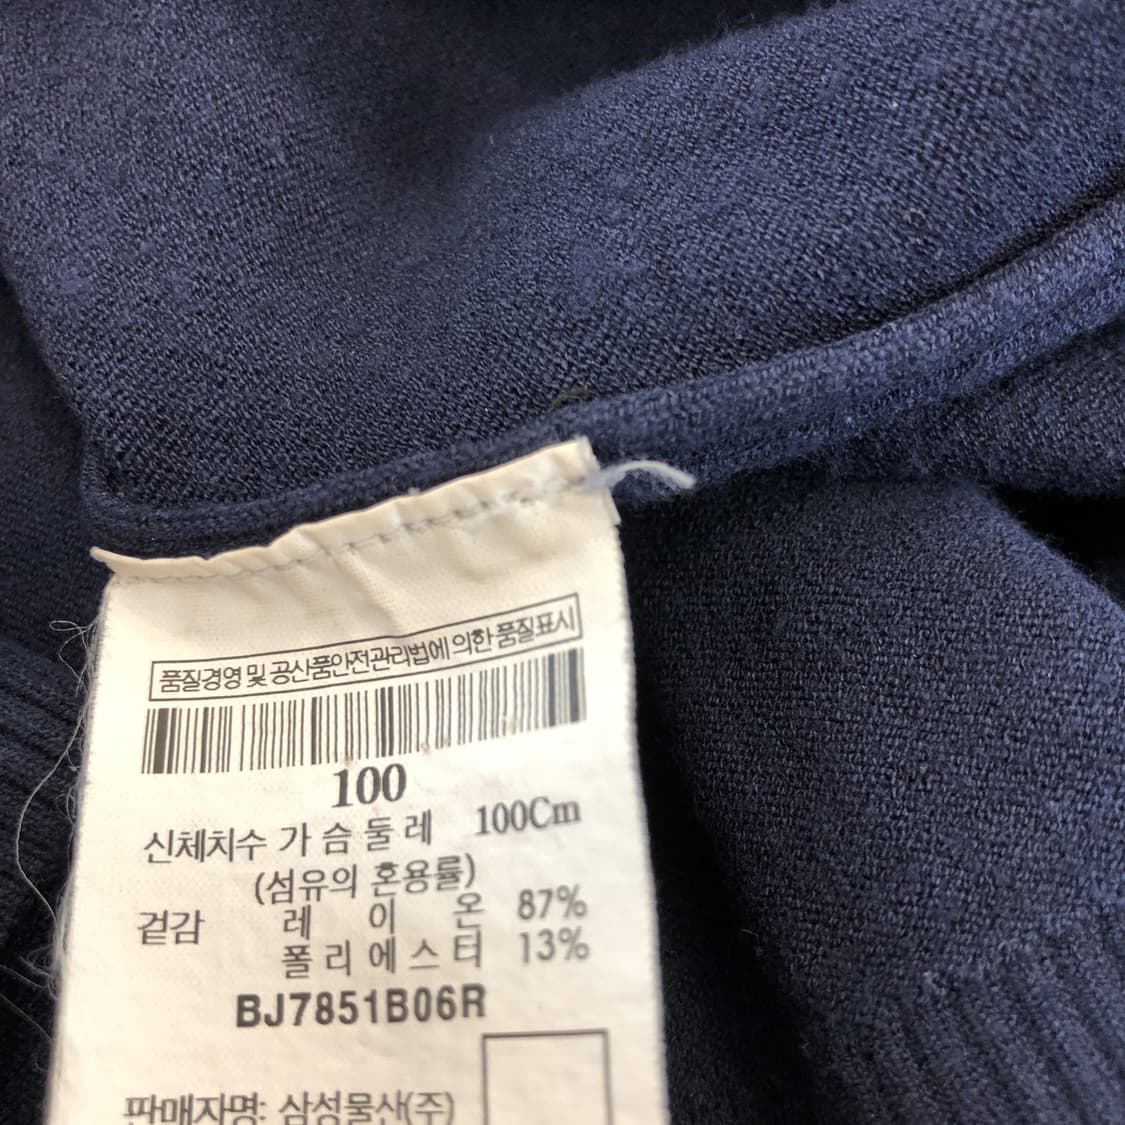 품질경영 및 공산품안전관리법에 의한 품질표시
100
신체치수 가 슴 둘 레 100Cm
(섬유의 혼용률)
겉감 레 이 온 87%
폴 리 에 스 터 13%
BJ7851B06R
판매자명: 삼성물산(주)